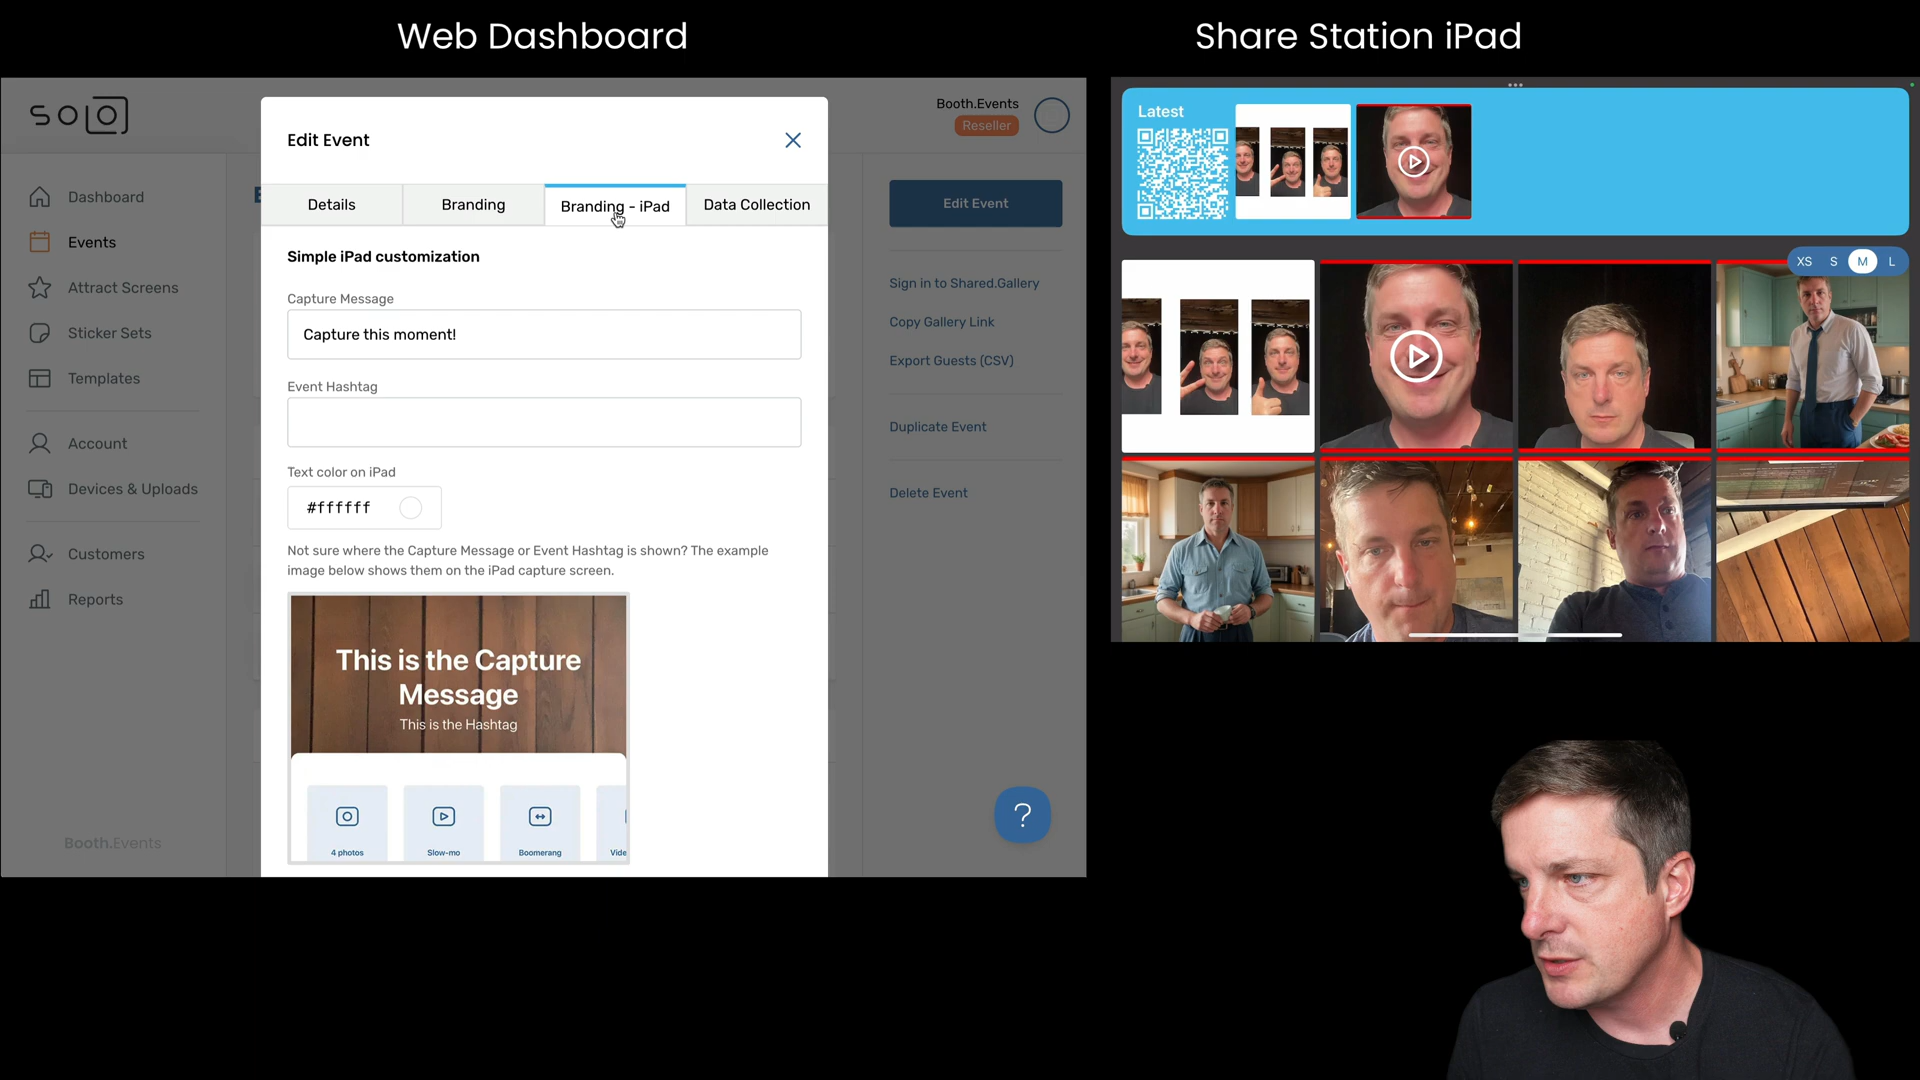 Web Dashboard
Share Station iPad
SOLO
Booth.Events
Reseller
Dashboard
Events
Attract Screens
Sticker Sets
Templates
Account
Devices & Uploads
Customers
Reports
Booth.Events
Edit Event
Details
Branding
Branding - iPad
Data Collection
Simple iPad customization
Capture Message
Capture this moment!
Event Hashtag
Text color on iPad
#ffffff
Not sure where the Capture Message or Event Hashtag is shown? The example
image below shows them on the iPad capture screen.
This is the Capture
Message
This is the Hashtag
4 photos
Slow-mo
Boomerang
Vide
Edit Event
Sign in to Shared.Gallery
Copy Gallery Link
Export Guests (CSV)
Duplicate Event
Delete Event
?
Latest
XS S M L